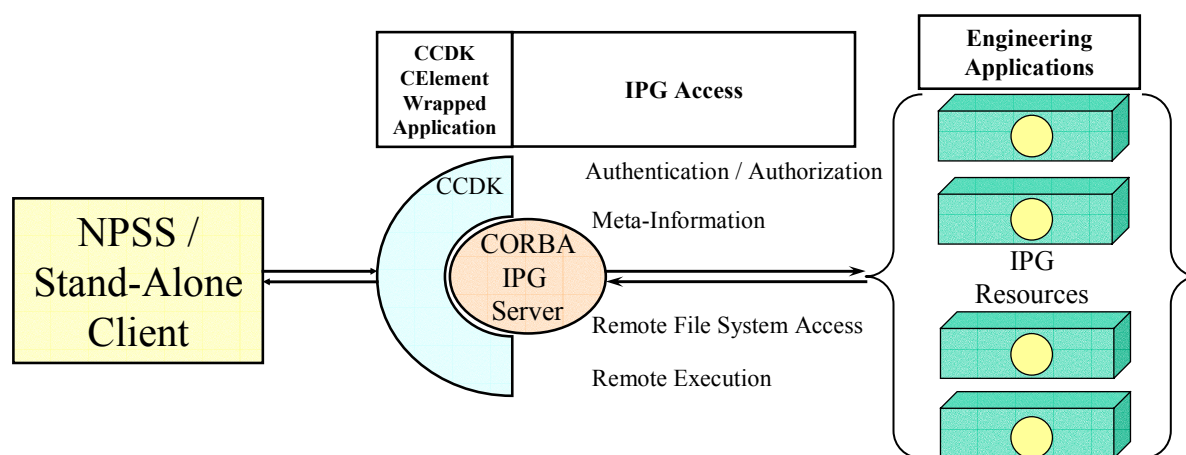 CCDK
CElement
Wrapped
Application
IPG Access
Engineering
Applications
NPSS /
Stand-Alone
Client
CCDK
CORBA
IPG
Server
Authentication / Authorization
Meta-Information
Remote File System Access
Remote Execution
IPG
Resources